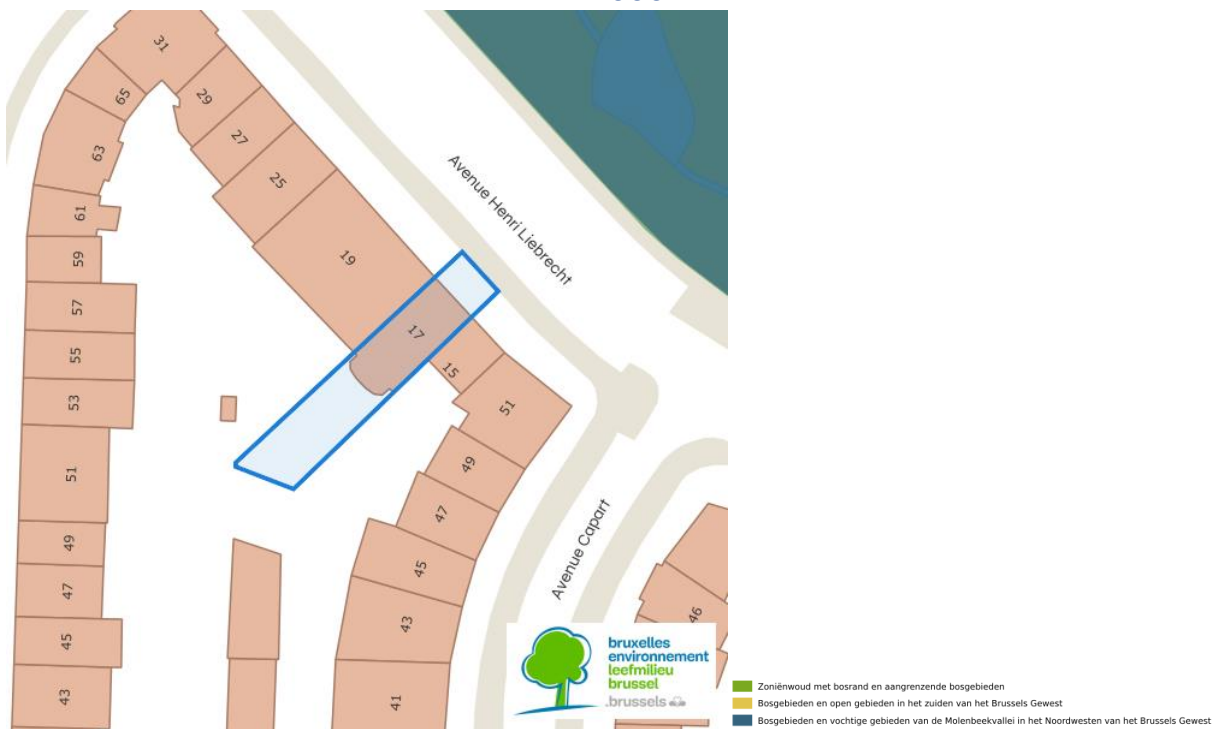 31
65
29
63
27
25
61
59
19
57
17
55
15
53
51
51
49
49
47
47
45
45
43
43
41
46
Avenue Henri Liebrecht
Avenue Capart
bruxelles
environnement
leefmilieu
brussel
.brussels
Zoniënwoud met bosrand en aangrenzende bosgebieden
Bosgebieden en open gebieden in het zuiden van het Brussels Gewest
Bosgebieden en vochtige gebieden van de Molenbeekvallei in het Noordwesten van het Brussels Gewest